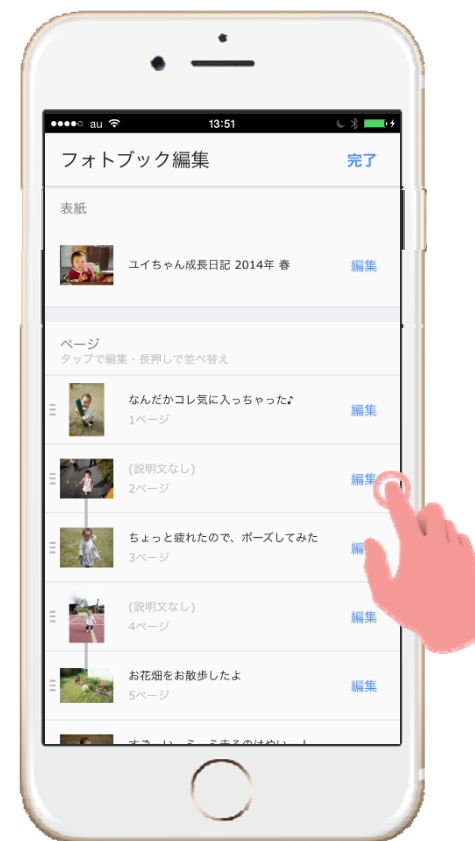 au 13:51
フォトブック編集 完了
表紙
ユイちゃん成長日記 2014年 春 編集
ページ
タップで編集・長押しで並べ替え
なんだかコレ気に入っちゃった♪
1ページ
編集
(説明文なし)
2ページ
編集
ちょっと疲れたので、ポーズしてみた
3ページ
編
(説明文なし)
4ページ
編集
お花畑をお散歩したよ
5ページ
編集